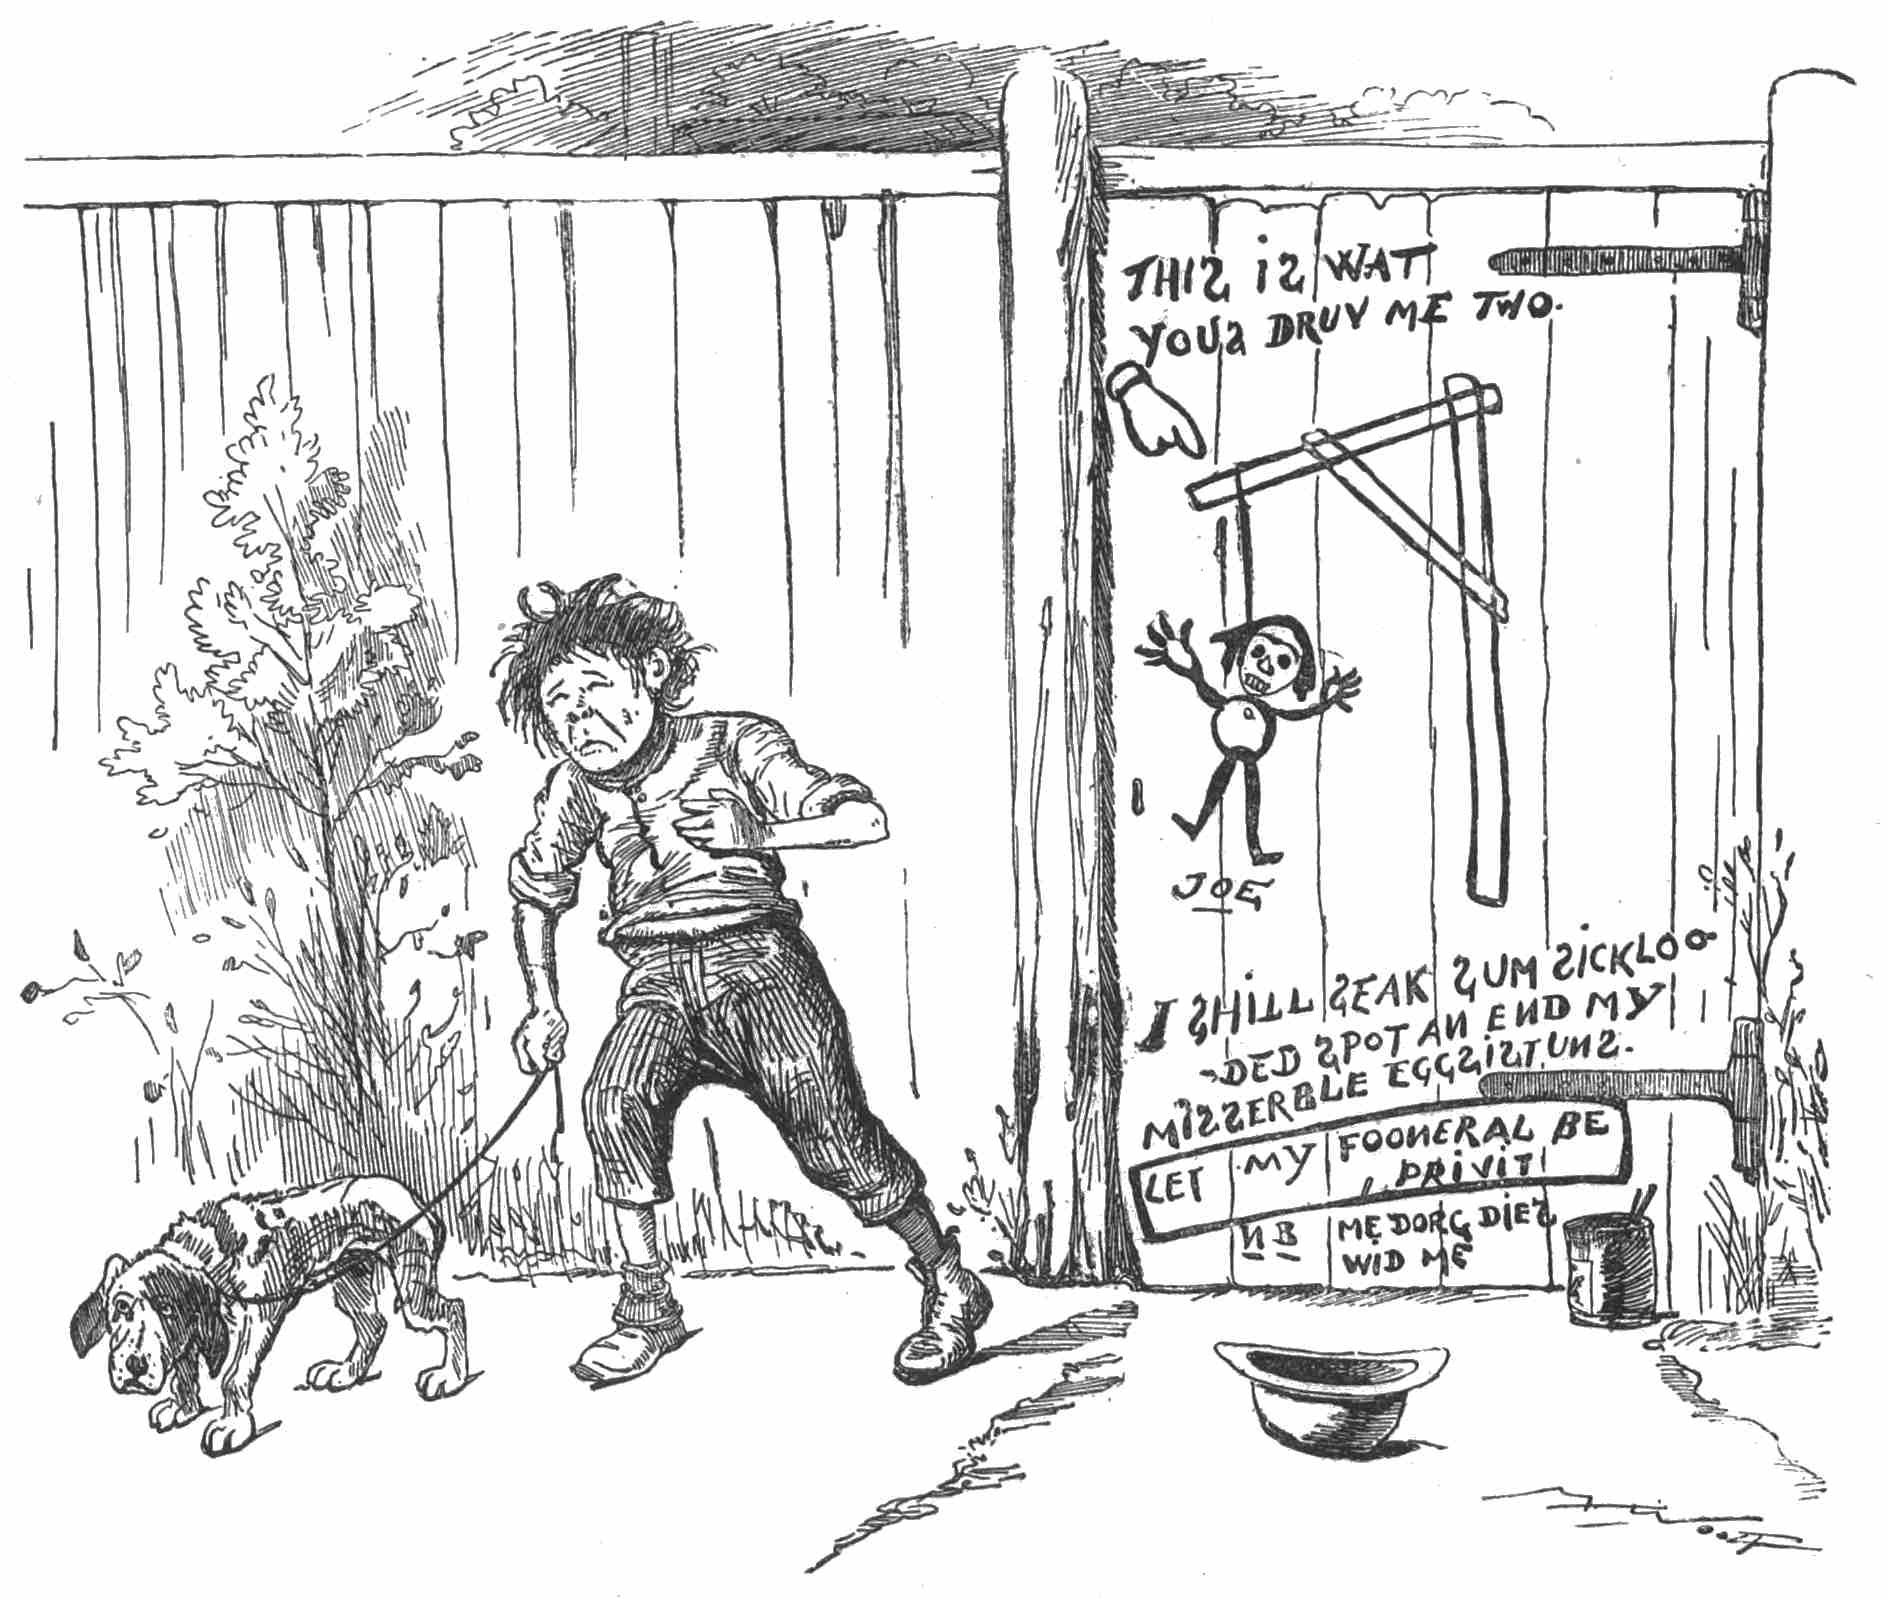 THIS IS WAT
YOUS DRUV ME TWO.
JOE
I SHILL SEAK SUM SICKLOO
-DED SPOT AN END MY
MISSERBLE EGGSISTUNS.
LET MY FOONERAL BE
PRIVIT
NB ME DORG DIES
WID ME